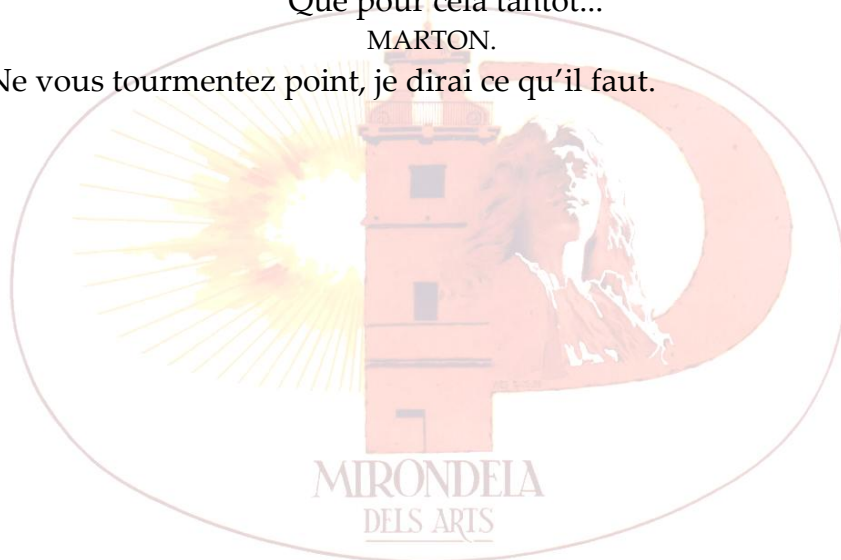 Que pour cela tantôt...
MARTON.
Ne vous tourmentez point, je dirai ce qu’il faut.
MIRONDELA
DELS ARTS